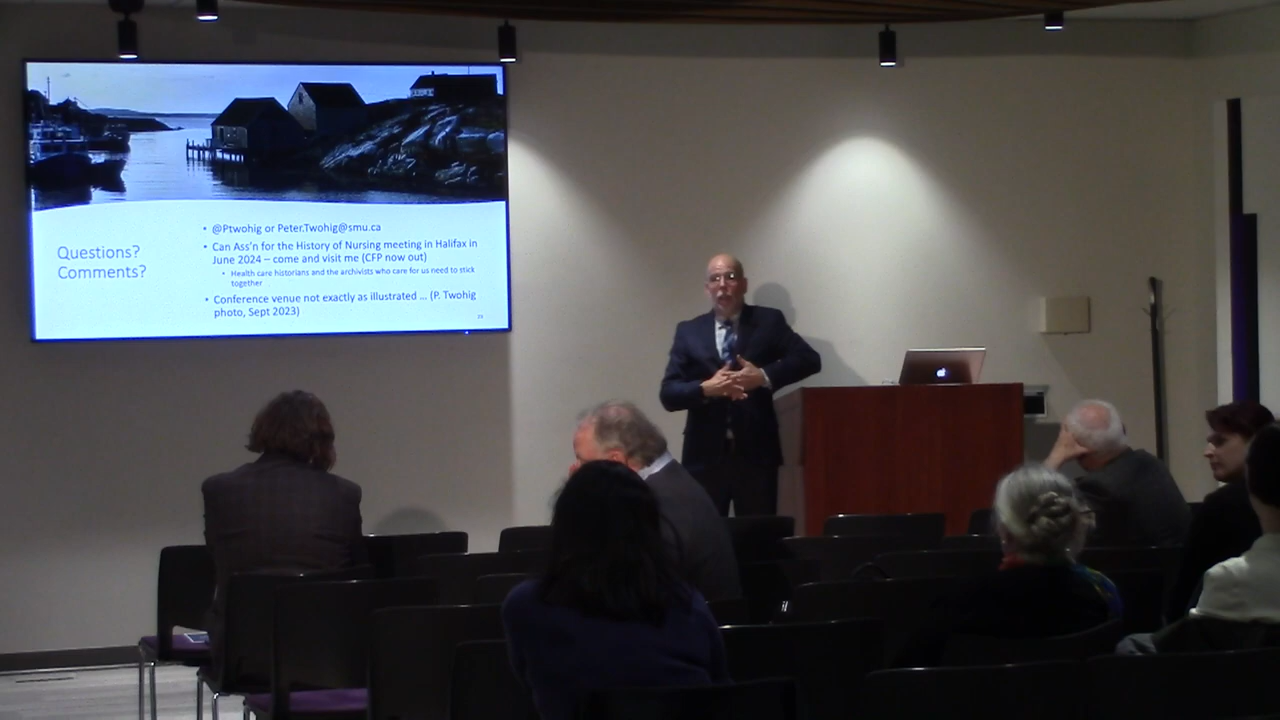 Questions?
Comments?
• @Ptwohig or Peter.Twohig@smu.ca
• Can Ass'n for the History of Nursing meeting in Halifax in
June 2024 – come and visit me (CFP now out)
• Health care historians and the archivists who care for us need to stick
together
• Conference venue not exactly as illustrated ... (P. Twohig
photo, Sept 2023)